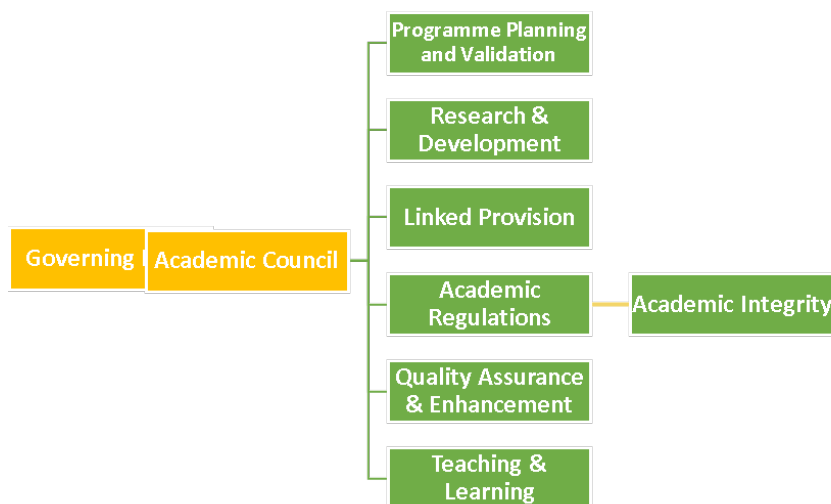 Programme Planning
and Validation
Research &
Development
Linked Provision
Governing
Academic Council
Academic
Regulations
Academic Integrity
Quality Assurance
& Enhancement
Teaching &
Learning